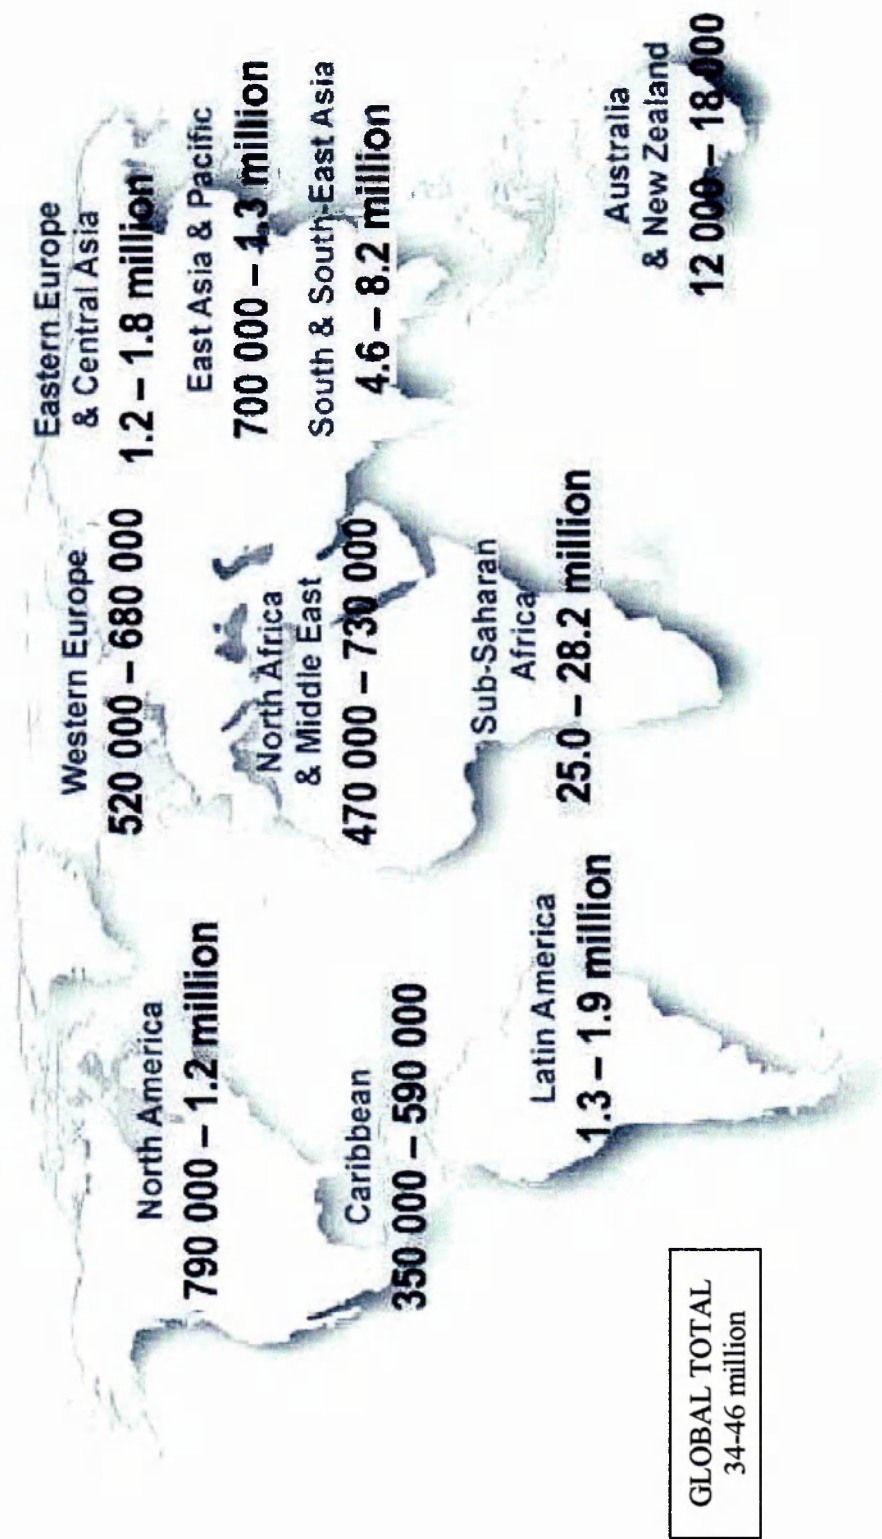 North America
790 000 – 1.2 million
Caribbean
350 000 – 590 000
Latin America
1.3 – 1.9 million
Western Europe
520 000 – 680 000
North Africa
& Middle East
470 000 – 730 000
Sub-Saharan
Africa
25.0 – 28.2 million
Eastern Europe
& Central Asia
1.2 – 1.8 million
East Asia & Pacific
700 000 – 1.3 million
South & South-East Asia
4.6 – 8.2 million
Australia
& New Zealand
12 000 – 18 000
GLOBAL TOTAL
34-46 million